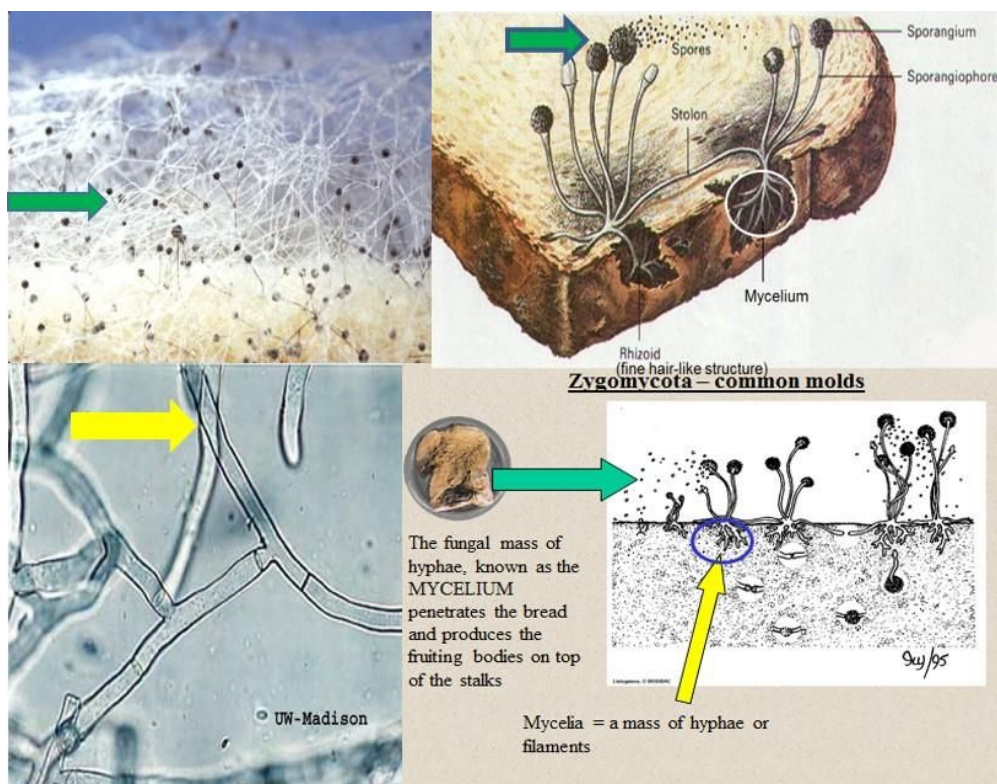 Spores
Sporangium
Sporangiophore
Stolon
Mycelium
Rhizoid
(fine hair-like structure)
Zygomycota – common molds
The fungal mass of
hyphae, known as the
MYCELIUM
penetrates the bread
and produces the
fruiting bodies on top
of the stalks
UW-Madison
Mycelia = a mass of hyphae or
filaments